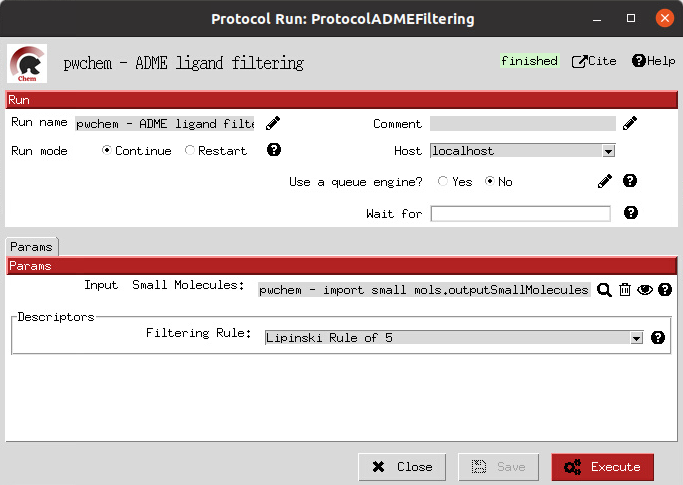 Protocol Run: ProtocolADMEFiltering
Chem
pwchem - ADME ligand filtering
finished
Cite
Help
Run
Run name pwchem - ADME ligand filte
Comment
Run mode Continue Restart
Host localhost
Use a queue engine? Yes No
Wait for
Params
Params
Input Small Molecules: pwchem - import small mols.outputSmallMolecules
Descriptors
Filtering Rule: Lipinski Rule of 5
Close
Save
Execute